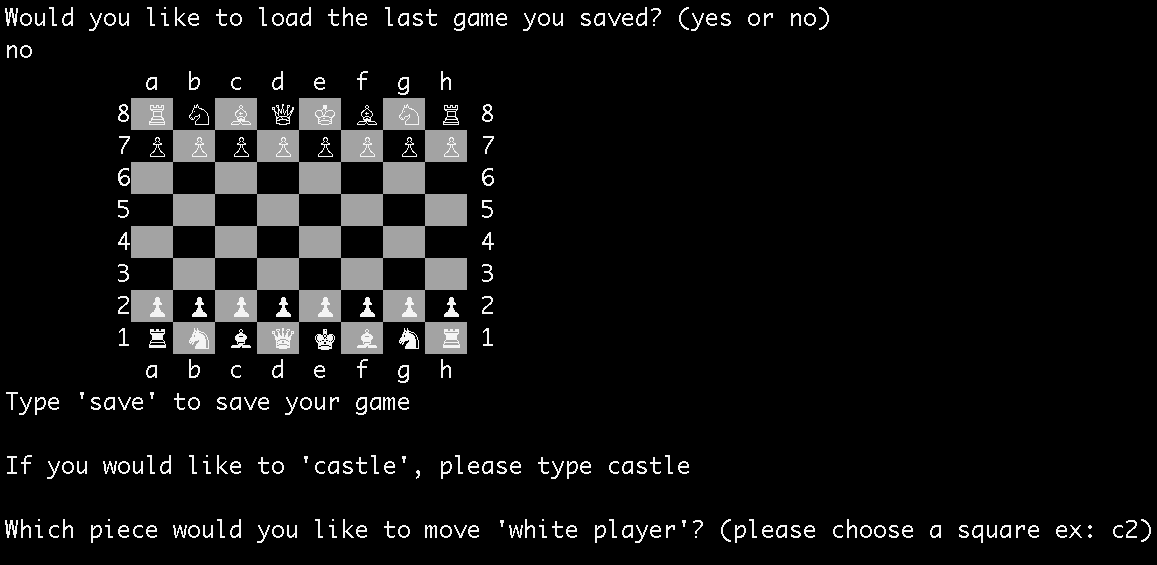 Would you like to load the last game you saved? (yes or no)
no
a b c d e f g h
8 ♖ ♘ ♗ ♕ ♔ ♗ ♘ ♖ 8
7 ♙ ♙ ♙ ♙ ♙ ♙ ♙ ♙ 7
6 6
5 5
4 4
3 3
2 ♟ ♟ ♟ ♟ ♟ ♟ ♟ ♟ 2
1 ♜ ♞ ♝ ♛ ♚ ♝ ♞ ♜ 1
a b c d e f g h
Type 'save' to save your game
If you would like to 'castle', please type castle
Which piece would you like to move 'white player'? (please choose a square ex: c2)